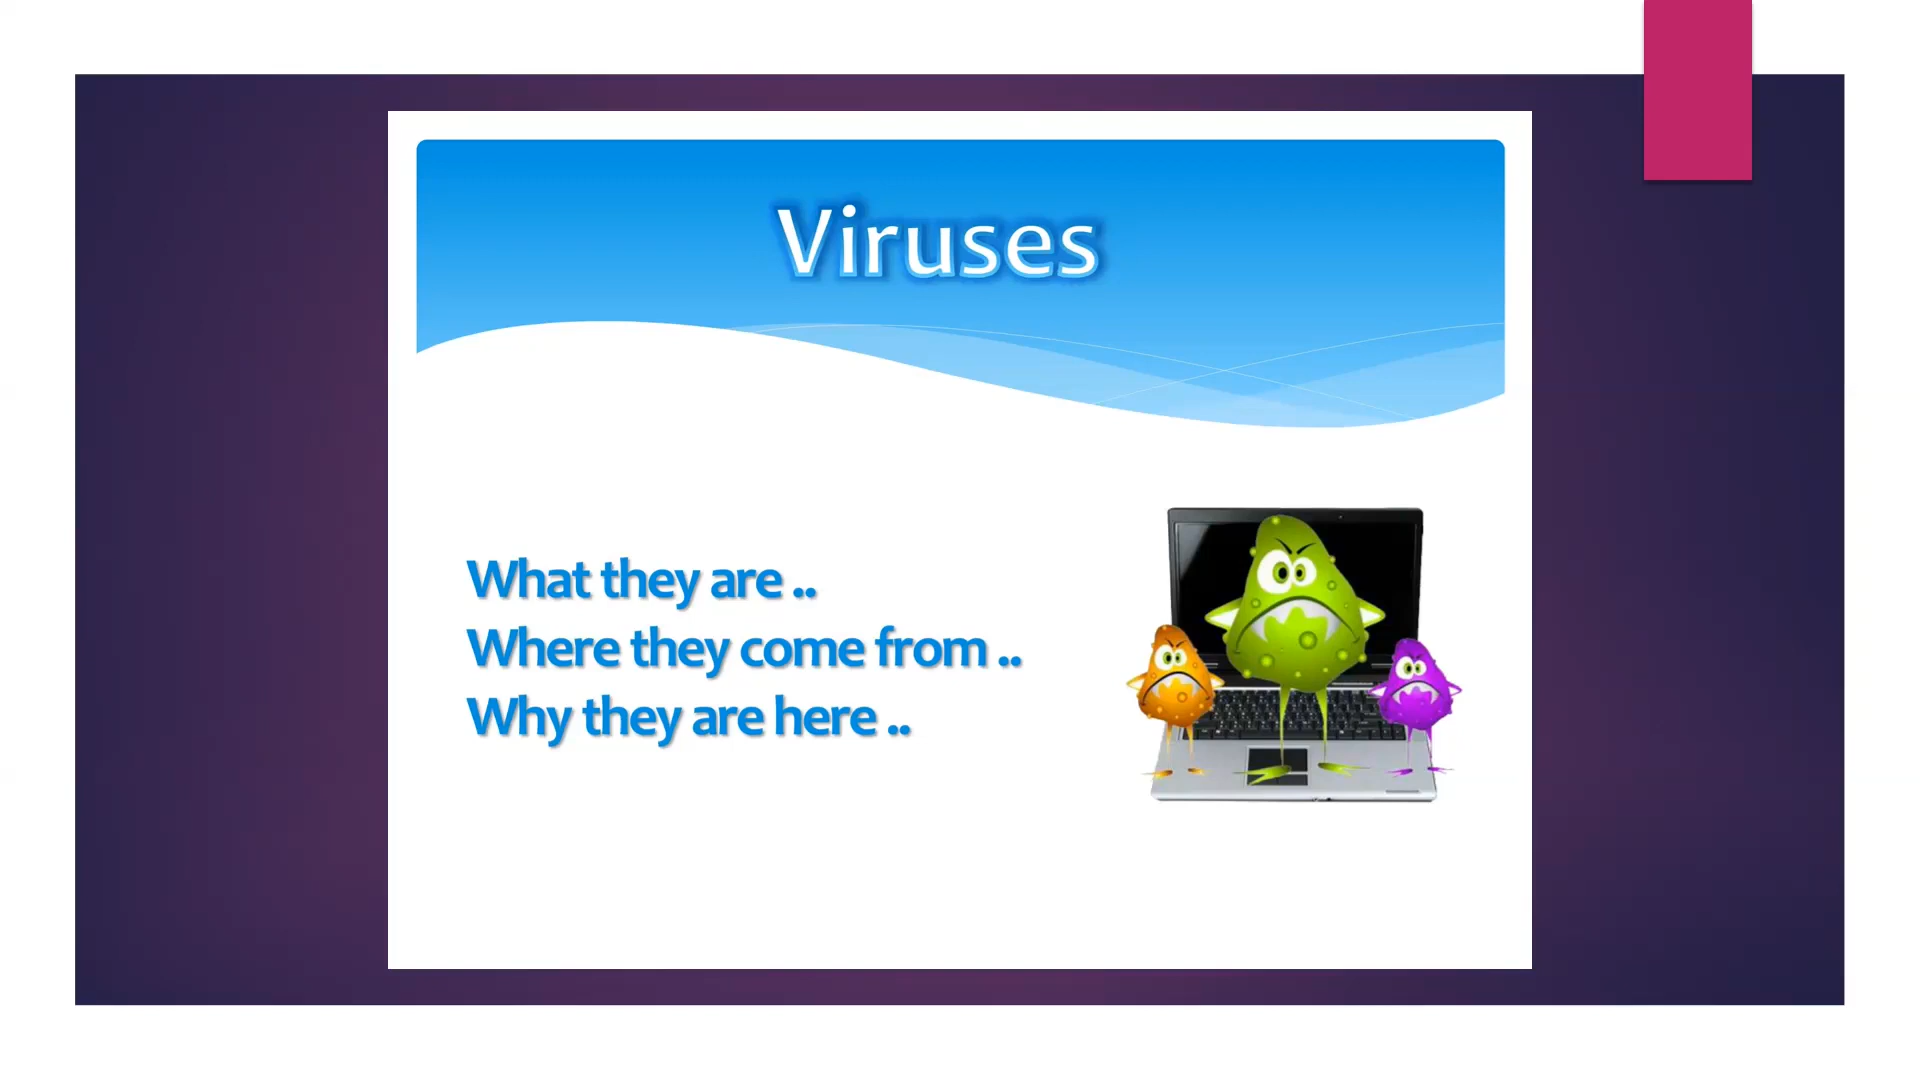 Viruses
What they are ..
Where they come from ..
Why they are here ..